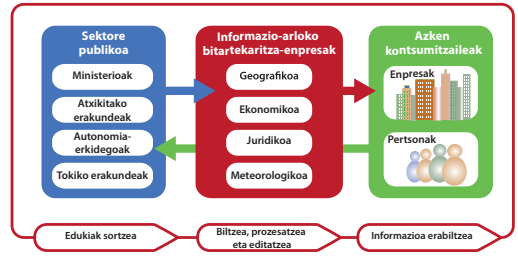 Sektore
publikoa
Ministerioak
Atxikitako
erakundeak
Autonomia-
erkidegoak
Tokiko erakundeak
Informazio-arloko
bitartekaritza-enpresak
Geografikoa
Ekonomikoa
Juridikoa
Meteorologikoa
Azken
kontsumitzaileak
Enpresak
Pertsonak
Edukiak sortzea
Biltzea, prozesatzea
eta editatzea
Informazioa erabiltzea